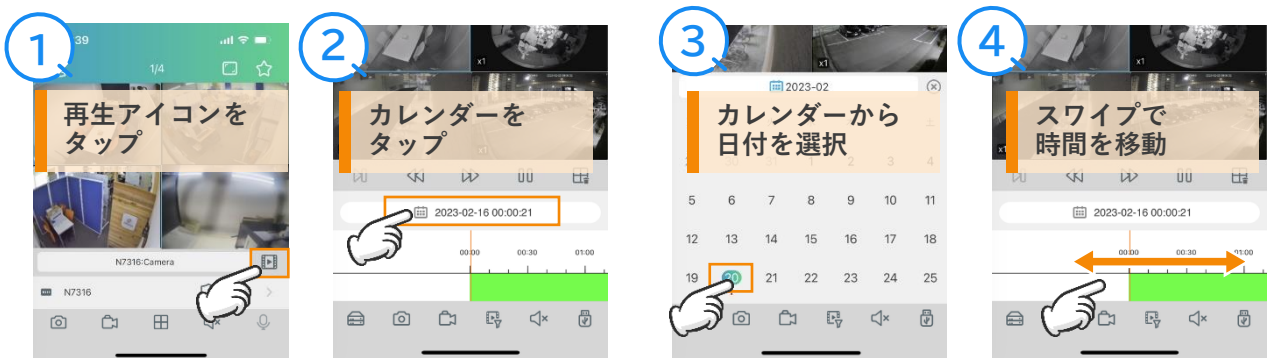 1
39
1/4
再生アイコンを
タップ
N7316:Camera
N7316
2
x1
カレンダーを
タップ
x1
2023-02-16 00:00:21
00:00
00:30
01:00
3
x1
2023-02
カレンダーから
日付を選択
2
3
4
5
6
7
8
9
10
11
12
13
14
15
16
17
18
19
20
21
22
23
24
25
4
x1
スワイプで
時間を移動
x1
2023-02-16 00:00:21
00:00
00:30
01:00